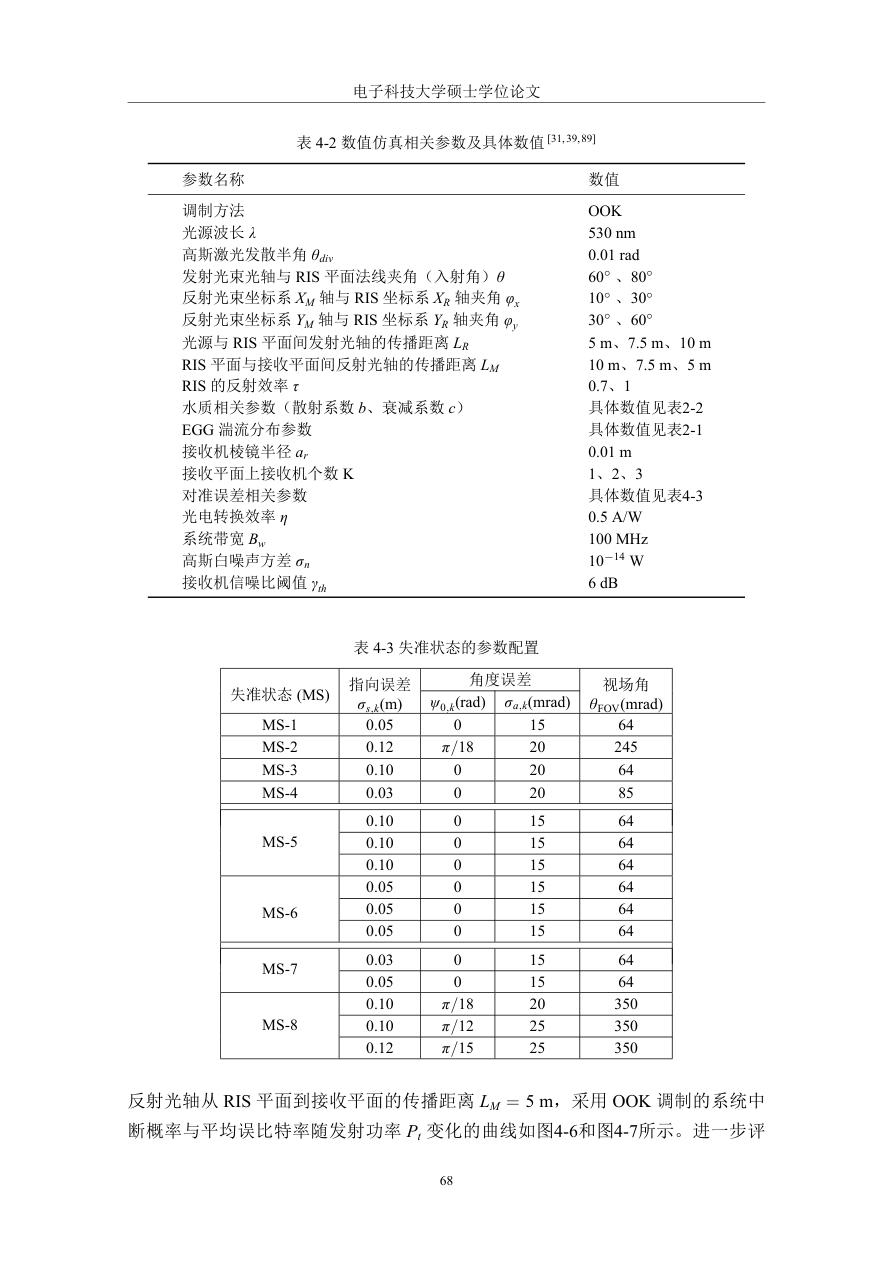 电子科技大学硕士学位论文
表 4-2 数值仿真相关参数及具体数值 [31,39,89]
参数名称 数值
调制方法 OOK
光源波长 λ 530 nm
高斯激光发散半角 θdiv 0.01 rad
发射光束光轴与 RIS 平面法线夹角（入射角）θ 60° 、80°
反射光束坐标系 XM 轴与 RIS 坐标系 XR 轴夹角 φx 10° 、30°
反射光束坐标系 YM 轴与 RIS 坐标系 YR 轴夹角 φy 30° 、60°
光源与 RIS 平面间发射光轴的传播距离 LR 5 m、7.5 m、10 m
RIS 平面与接收平面间反射光轴的传播距离 LM 10 m、7.5 m、5 m
RIS 的反射效率 τ 0.7、1
水质相关参数（散射系数 b、衰减系数 c） 具体数值见表2-2
EGG 湍流分布参数 具体数值见表2-1
接收机棱镜半径 ar 0.01 m
接收平面上接收机个数 K 1、2、3
对准误差相关参数 具体数值见表4-3
光电转换效率 η 0.5 A/W
系统带宽 Bw 100 MHz
高斯白噪声方差 σn 10−14 W
接收机信噪比阈值 γth 6 dB
表 4-3 失准状态的参数配置
失准状态 (MS) 指向误差 σs,k(m) 角度误差 视场角 θFOV(mrad)
ψ0,k(rad) σa,k(mrad)
MS-1 0.05 0 15 64
MS-2 0.12 π/18 20 245
MS-3 0.10 0 20 64
MS-4 0.03 0 20 85
0.10 0 15 64
MS-5 0.10 0 15 64
0.10 0 15 64
0.05 0 15 64
MS-6 0.05 0 15 64
0.05 0 15 64
MS-7 0.03 0 15 64
0.05 0 15 64
0.10 π/18 20 350
MS-8 0.10 π/12 25 350
0.12 π/15 25 350
反射光轴从 RIS 平面到接收平面的传播距离 LM = 5 m，采用 OOK 调制的系统中
断概率与平均误比特率随发射功率 Pt 变化的曲线如图4-6和图4-7所示。进一步评
68